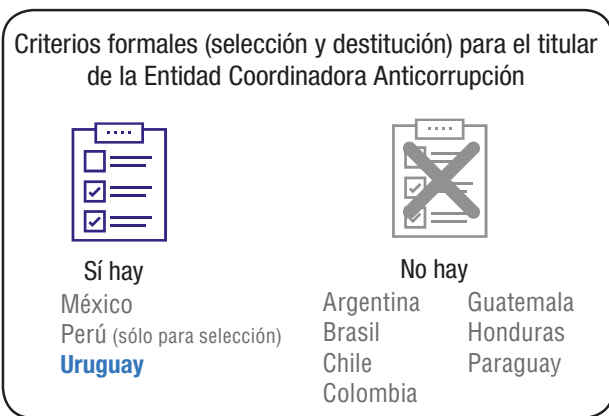 Criterios formales (selección y destitución) para el titular
de la Entidad Coordinadora Anticorrupción
Sí hay
México
Perú (sólo para selección)
Uruguay
No hay
Argentina
Brasil
Chile
Colombia
Guatemala
Honduras
Paraguay